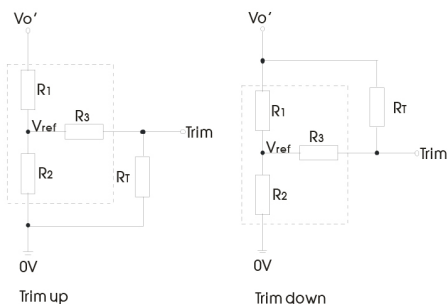 Vo'
R1
Vref
R3
Trim
R2
RT
0V
Trim up
Vo'
R1
RT
Vref
R3
Trim
R2
0V
Trim down